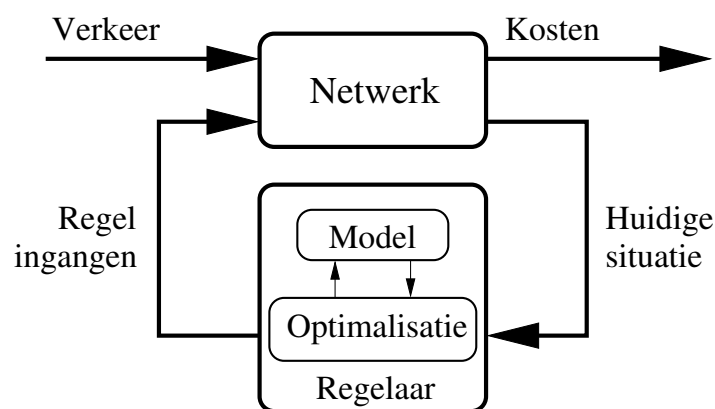 Verkeer
Kosten
Netwerk
Regel
ingangen
Model
Optimalisatie
Regelaar
Huidige
situatie